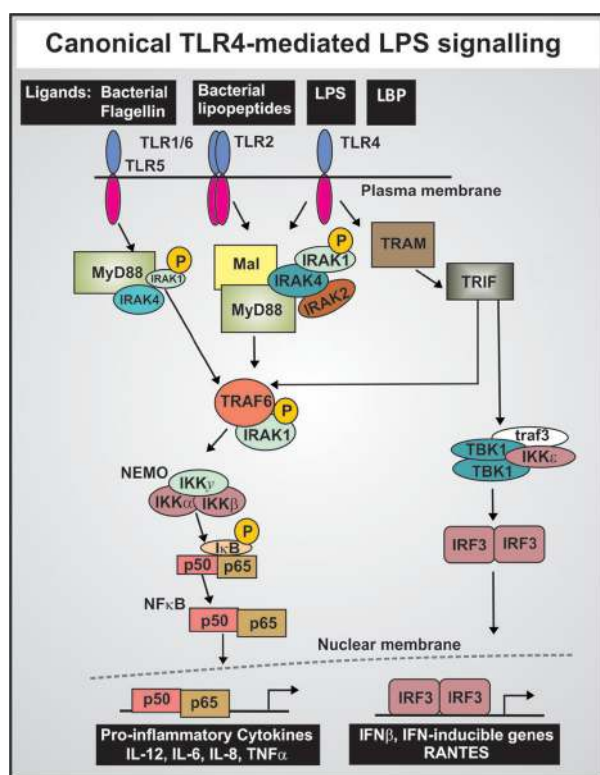 Canonical TLR4-mediated LPS signalling
Ligands: Bacterial
Flagellin
Bacterial
lipopeptides
LPS
LBP
TLR1/6
TLR5
TLR2
TLR4
Plasma membrane
MyD88
IRAK4
IRAK1
P
Mal
MyD88
IRAK4
IRAK1
P
IRAK2
TRAM
TRIF
TRAF6
P
IRAK1
NEMO
IKKγ
IKKα
IKKβ
P
IκB
p50
p65
NFκB
p50
p65
traf3
TBK1
IKKε
TBK1
IRF3
IRF3
Nuclear membrane
p50
p65
IRF3
IRF3
Pro-inflammatory Cytokines
IL-12, IL-6, IL-8, TNFα
IFNβ, IFN-inducible genes
RANTES